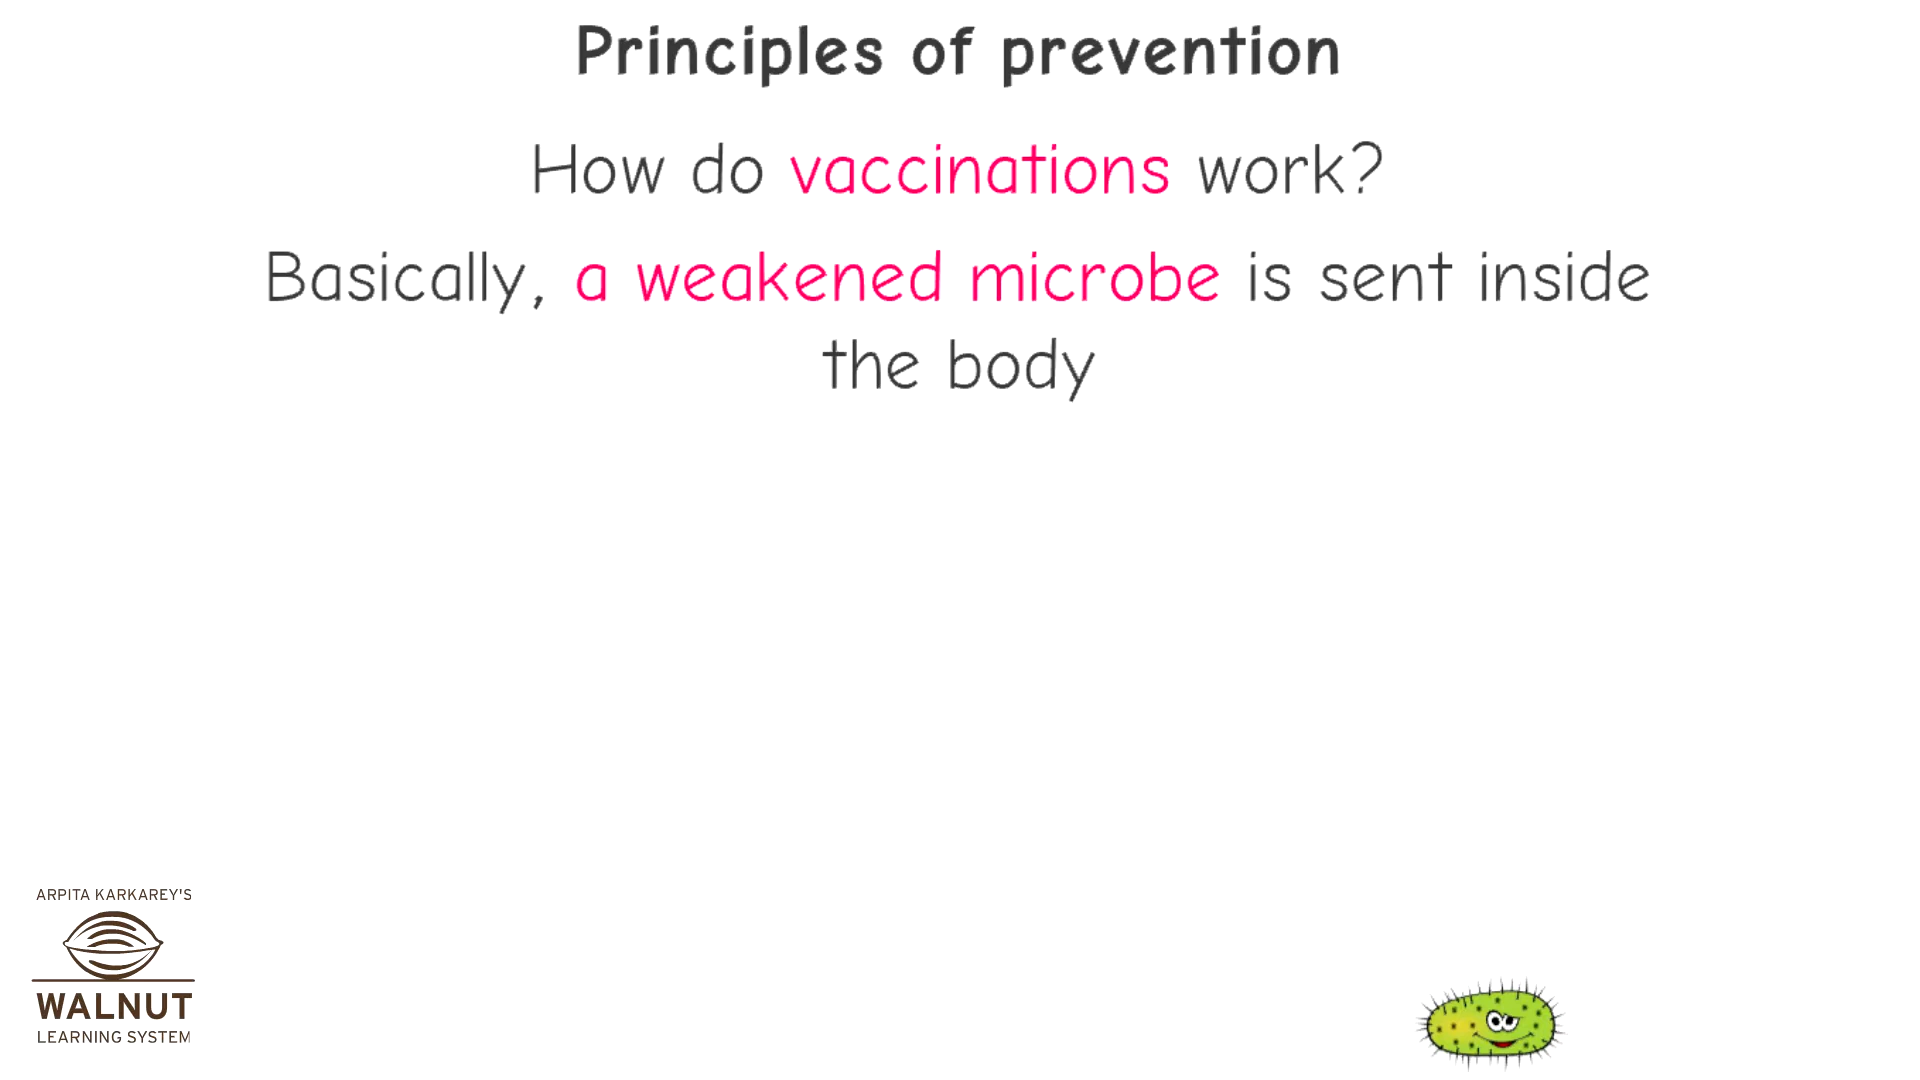 Principles of prevention
How do vaccinations work?
Basically, a weakened microbe is sent inside
the body
ARPITA KARKAREY'S
WALNUT
LEARNING SYSTEM